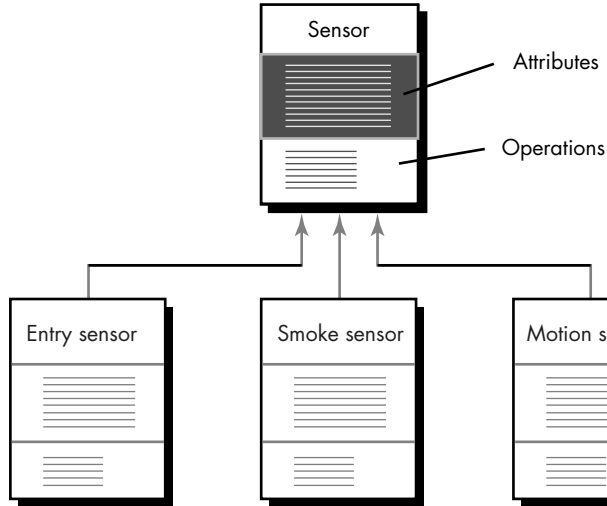 Sensor
Attributes
Operations
Entry sensor
Smoke sensor
Motion s